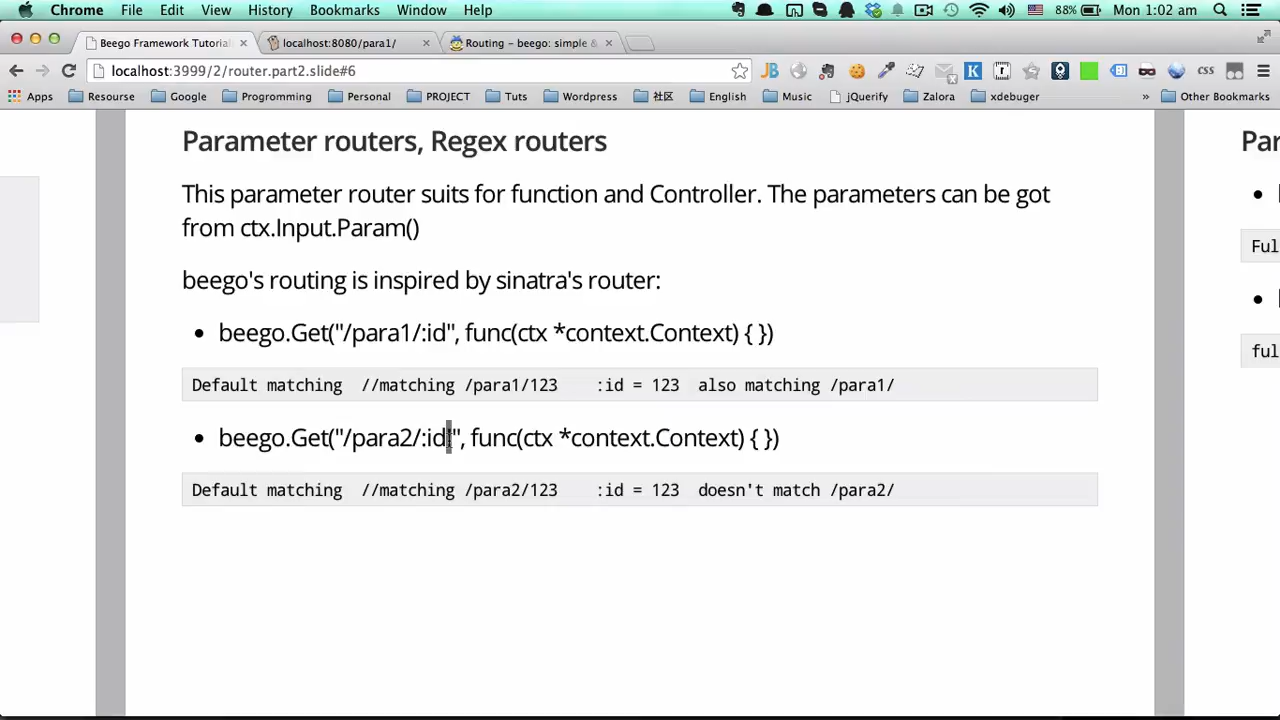 Chrome File Edit View History Bookmarks Window Help 88% Mon 1:02 am
Beego Framework Tutorial localhost:8080/para1/ Routing – beego: simple &
localhost:3999/2/router.part2.slide#6
Apps Resourse Google Programming Personal PROJECT Tuts Wordpress 社区 English Music jQuerify Zalora xdebuger » Other Bookmarks
Parameter routers, Regex routers
This parameter router suits for function and Controller. The parameters can be got
from ctx.Input.Param()
beego's routing is inspired by sinatra's router:
• beego.Get("/para1/:id", func(ctx *context.Context) { })
Default matching //matching /para1/123 :id = 123 also matching /para1/
• beego.Get("/para2/:id!", func(ctx *context.Context) { })
Default matching //matching /para2/123 :id = 123 doesn't match /para2/